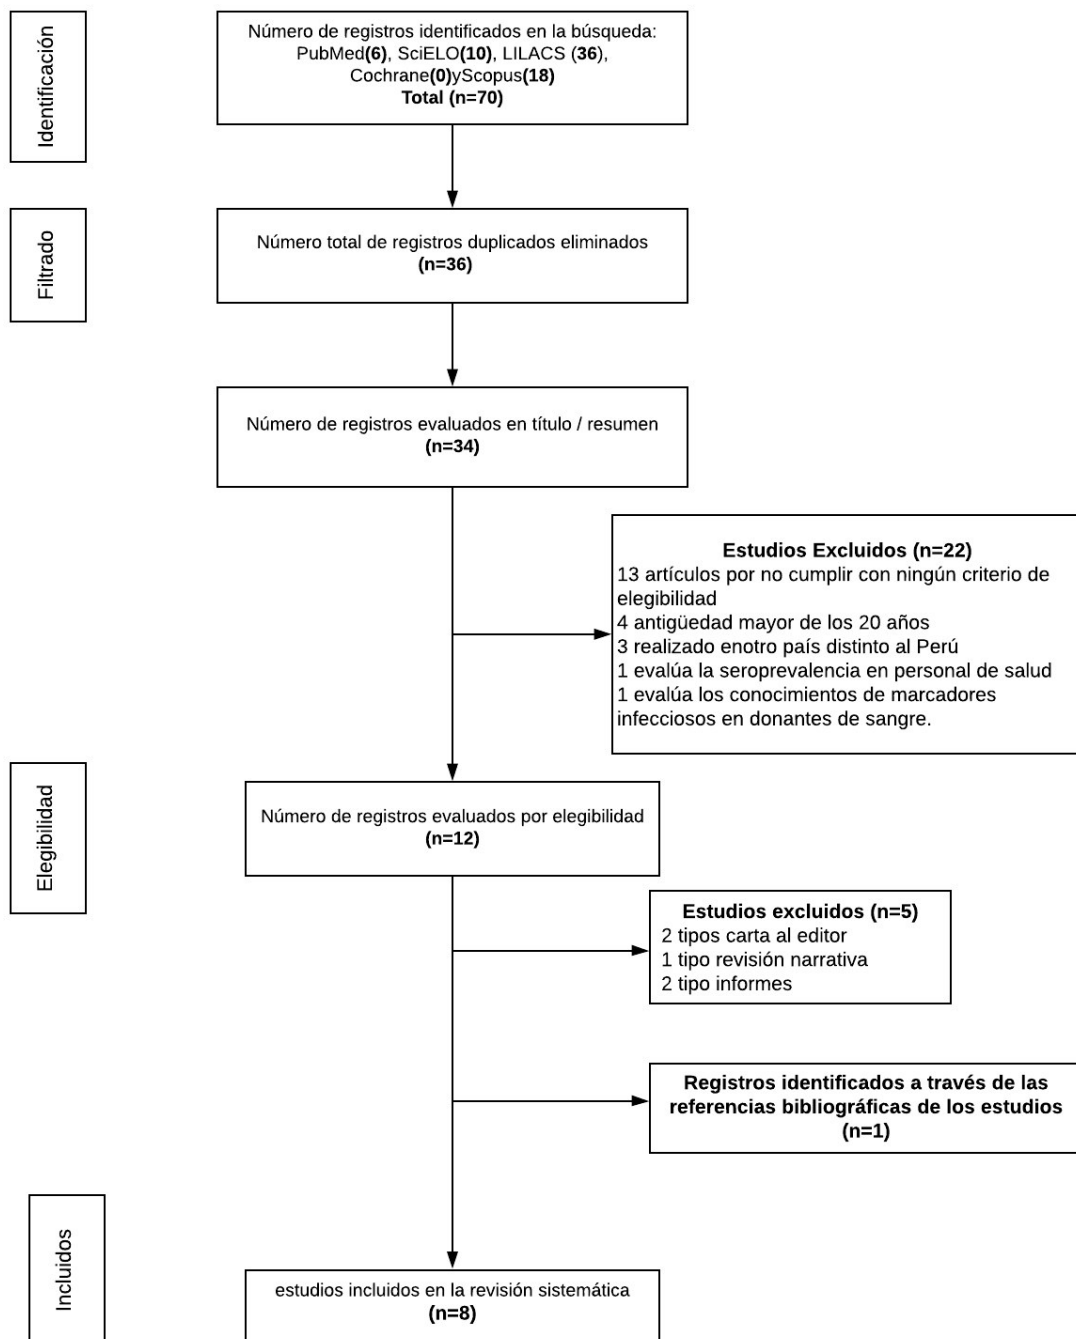 Identificación
Número de registros identificados en la búsqueda:
PubMed(6), SciELO(10), LILACS (36),
Cochrane(0)yScopus(18)
Total (n=70)
Filtrado
Número total de registros duplicados eliminados
(n=36)
Número de registros evaluados en título / resumen
(n=34)
Estudios Excluidos (n=22)
13 artículos por no cumplir con ningún criterio de
elegibilidad
4 antigüedad mayor de los 20 años
3 realizado enotro país distinto al Perú
1 evalúa la seroprevalencia en personal de salud
1 evalúa los conocimientos de marcadores
infecciosos en donantes de sangre.
Elegibilidad
Número de registros evaluados por elegibilidad
(n=12)
Estudios excluidos (n=5)
2 tipos carta al editor
1 tipo revisión narrativa
2 tipo informes
Registros identificados a través de las
referencias bibliográficas de los estudios
(n=1)
Incluidos
estudios incluidos en la revisión sistemática
(n=8)